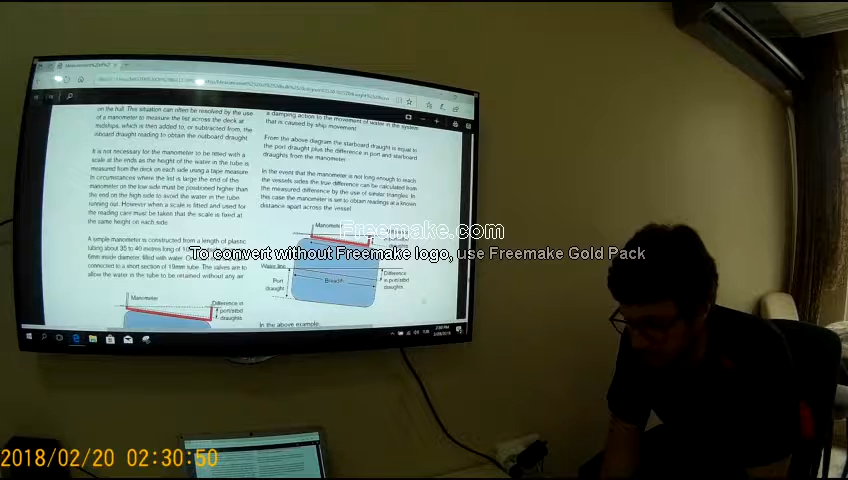 on the hull. This situation can often be resolved by the use
of a manometer to measure the list across the deck at
midships, which is then added to, or subtracted from, the
inboard draught reading to obtain the outboard draught.
It is not necessary for the manometer to be fitted with a
scale at the ends as the height of the water in the tube is
measured from the deck on each side using a tape measure.
In circumstances where the list is large the end of the
manometer on the low side must be positioned higher than
the end on the high side to avoid the water in the tube
running. However when a scale is fitted and used for
the reading care must be taken that the scale is fixed at
the same height on each side.
A simple manometer is constructed from a length of plastic
tubing about 35 to 40 metres long of
6mm inside diameter, filled with water
connected to a short section of 19mm tube. The valves are to
allow the water in the tube to be retained without any air
Manometer
Difference in
port/stbd
draughts
a damping action to the movement of water in the system
that is caused by ship movement.
From the above diagram the starboard draught is equal to
the port draught plus the difference in port and starboard
draughts from the manometer.
In the event that the manometer is not long enough to reach
the vessels sides the true difference can be calculated from
the measured difference by the use of similar triangles. In
this case the manometer is set to obtain readings at a known
distance apart across the vessel.
Manometer
Water line
Port
draught
Breadth
Difference
in port/stbd
draughts
In the above example,
Freemake.com
To convert without Freemake logo, use Freemake Gold Pack
2018/02/20 02:30:50